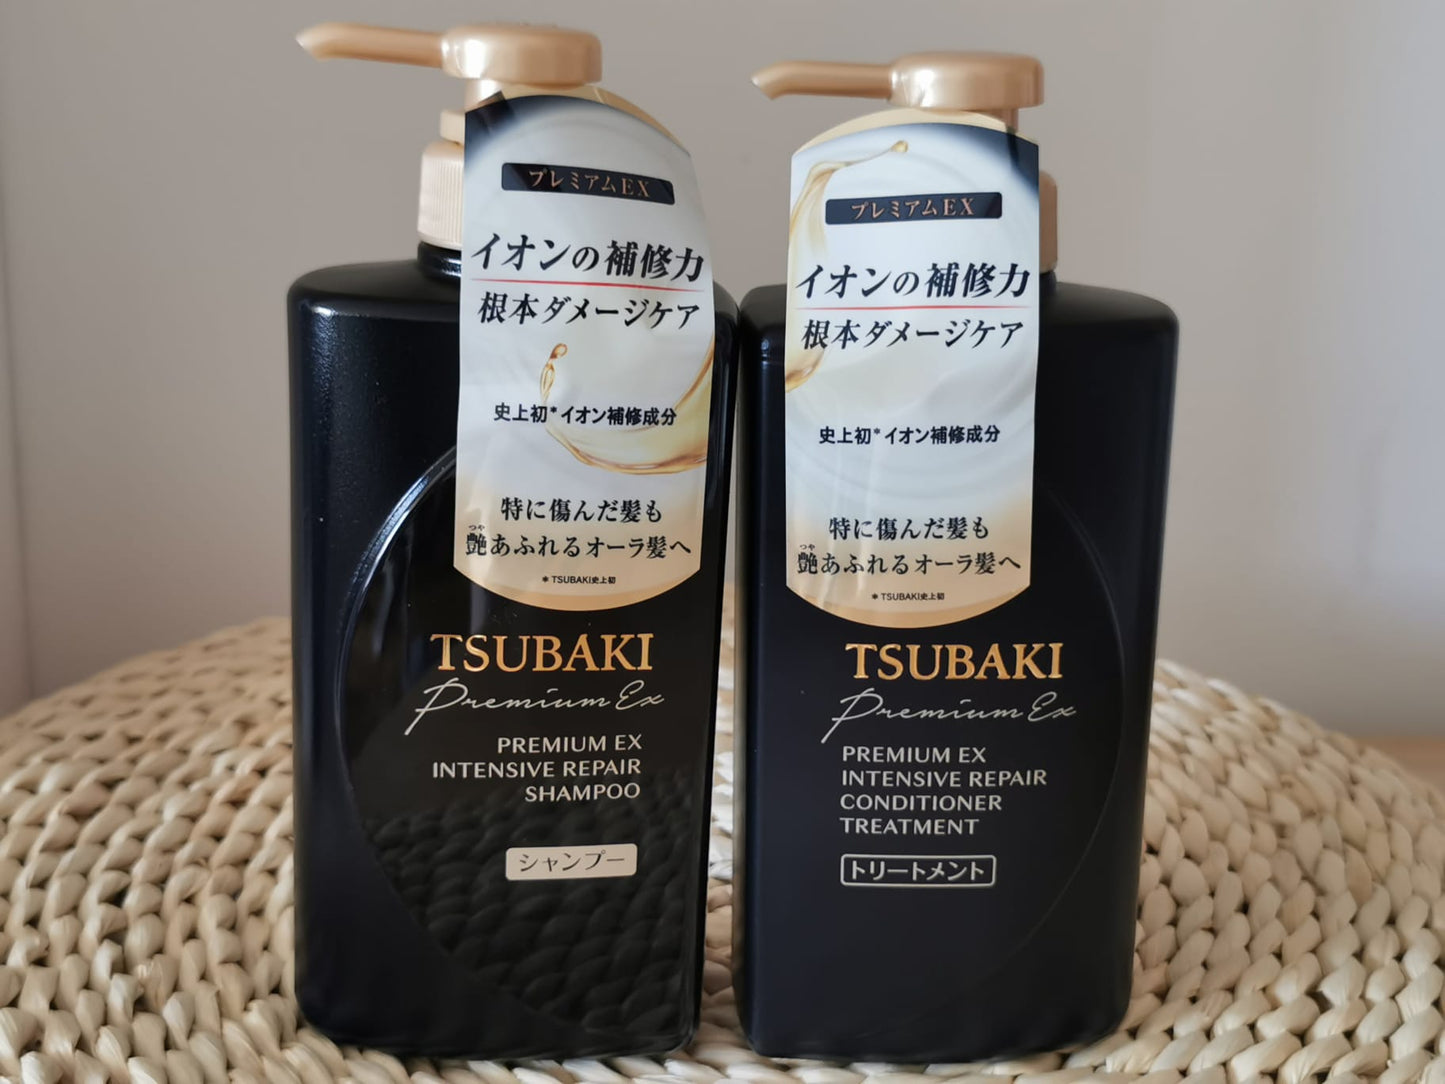 プレミアムEX
イオンの補修力
根本ダメージケア
史上初*イオン補修成分
特に傷んだ髪も
つや
艶あふれるオーラ髪へ
*TSUBAKI史上初
TSUBAKI
Premium Ex
PREMIUM EX
INTENSIVE REPAIR
SHAMPOO
シャンプー
プレミアムEX
イオンの補修力
根本ダメージケア
史上初*イオン補修成分
特に傷んだ髪も
つや
艶あふれるオーラ髪へ
*TSUBAKI史上初
TSUBAKI
Premium Ex
PREMIUM EX
INTENSIVE REPAIR
CONDITIONER
TREATMENT
トリートメント